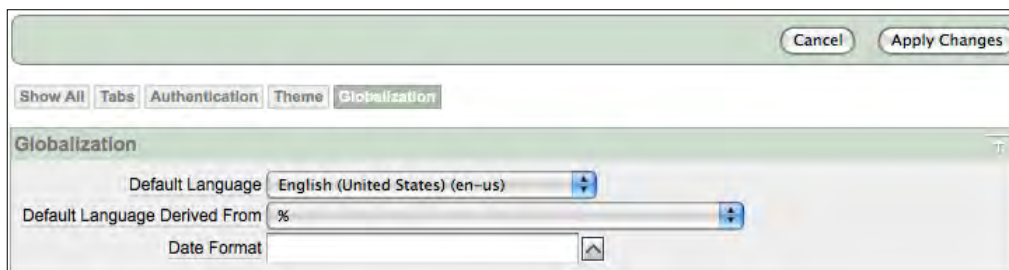 Cancel Apply Changes
Show All Tabs Authentication Theme Globalization
Globalization
Default Language English (United States) (en-us)
Default Language Derived From %
Date Format